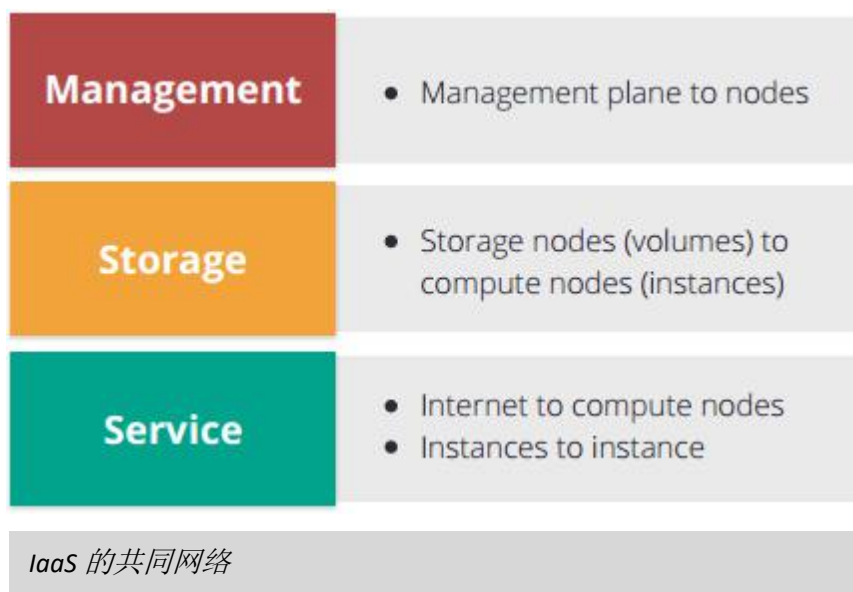 Management
• Management plane to nodes
Storage
• Storage nodes (volumes) to
compute nodes (instances)
Service
• Internet to compute nodes
• Instances to instance
IaaS 的共同网络